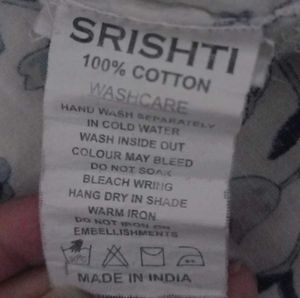 SRISHTI
100% COTTON
WASHCARE
HAND WASH SEPARATELY
IN COLD WATER
WASH INSIDE OUT
COLOUR MAY BLEED
DO NOT SOAK
BLEACH WRING
HANG DRY IN SHADE
WARM IRON
DO NOT IRON ON
EMBELLISHMENTS
MADE IN INDIA